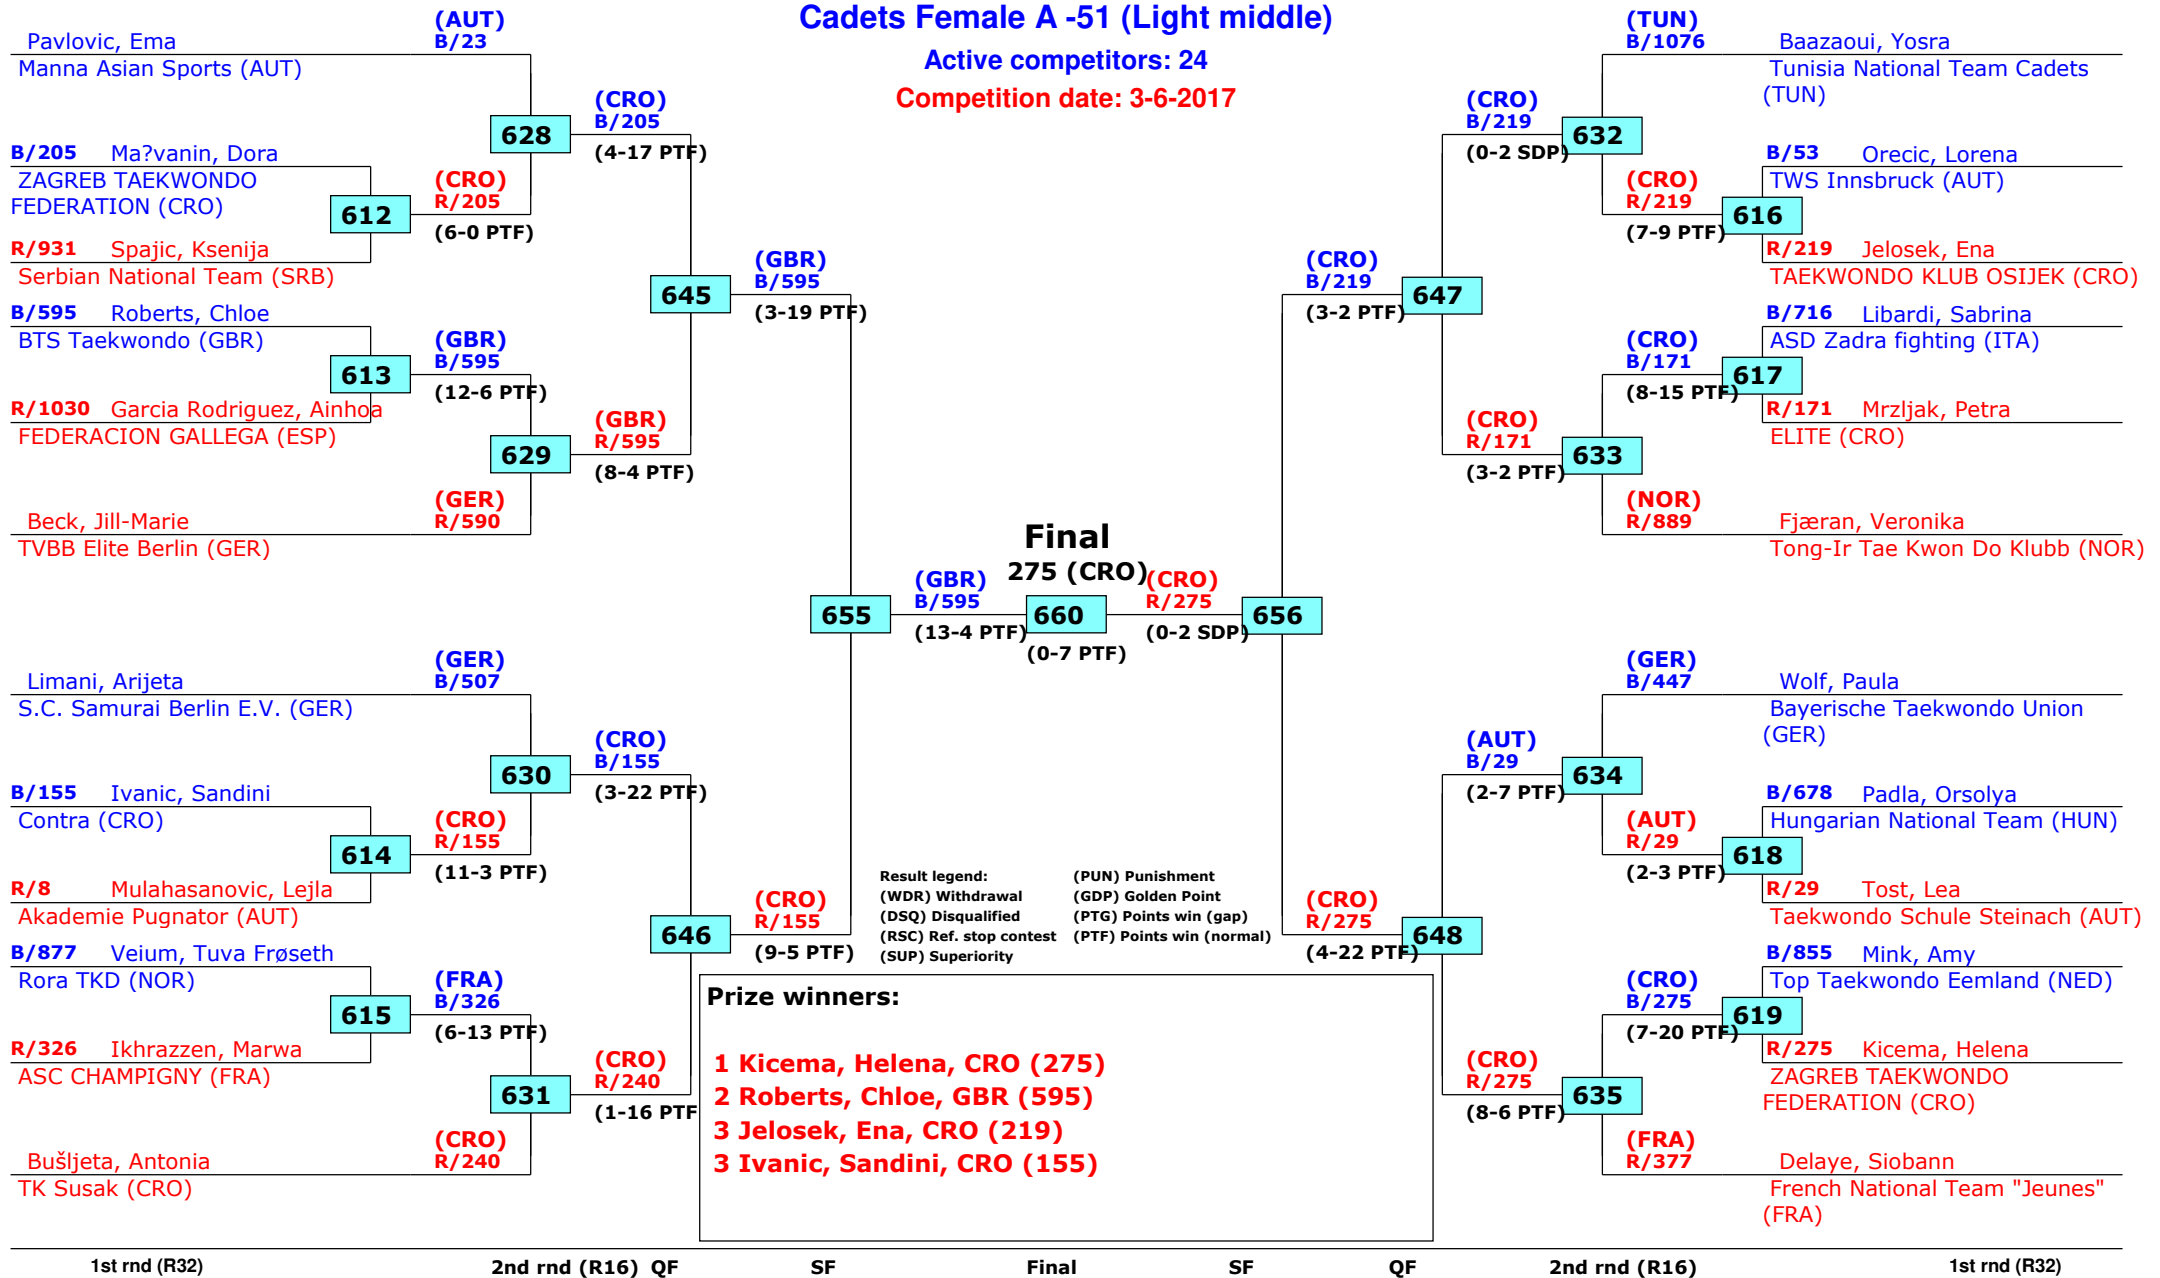 Cadets Female A -51 (Light middle)
Active competitors: 24
Competition date: 3-6-2017
Pavlovic, Ema
Manna Asian Sports (AUT)
(AUT)
B/23
B/205 Ma?vanin, Dora
ZAGREB TAEKWONDO
FEDERATION (CRO)
R/931 Spajic, Ksenija
Serbian National Team (SRB)
612
(CRO)
R/205
(6-0 PTF)
628
(CRO)
B/205
(4-17 PTF)
B/595 Roberts, Chloe
BTS Taekwondo (GBR)
R/1030 Garcia Rodriguez, Ainhoa
FEDERACION GALLEGA (ESP)
613
(GBR)
B/595
(12-6 PTF)
Beck, Jill-Marie
TVBB Elite Berlin (GER)
(GER)
R/590
629
(GBR)
R/595
(8-4 PTF)
645
(GBR)
B/595
(3-19 PTF)
Limani, Arijeta
S.C. Samurai Berlin E.V. (GER)
(GER)
B/507
B/155 Ivanic, Sandini
Contra (CRO)
R/8 Mulahasanovic, Lejla
Akademie Pugnator (AUT)
614
(CRO)
R/155
(11-3 PTF)
630
(CRO)
B/155
(3-22 PTF)
B/877 Veium, Tuva Frøseth
Rora TKD (NOR)
R/326 Ikhrazzen, Marwa
ASC CHAMPIGNY (FRA)
615
(FRA)
B/326
(6-13 PTF)
Bušljeta, Antonia
TK Susak (CRO)
(CRO)
R/240
631
(CRO)
R/240
(1-16 PTF
646
(CRO)
R/155
(9-5 PTF)
655
(GBR)
B/595
(13-4 PTF)
Final
275 (CRO)
660
(0-7 PTF)
(CRO)
R/275
(0-2 SDP)
656
(CRO)
B/219
(3-2 PTF)
647
(CRO)
B/219
(0-2 SDP)
632
(TUN)
B/1076
Baazaoui, Yosra
Tunisia National Team Cadets
(TUN)
(CRO)
R/219
(7-9 PTF)
616
B/53 Orecic, Lorena
TWS Innsbruck (AUT)
R/219 Jelosek, Ena
TAEKWONDO KLUB OSIJEK (CRO)
(CRO)
R/171
(3-2 PTF)
633
(CRO)
B/171
(8-15 PTF)
617
B/716 Libardi, Sabrina
ASD Zadra fighting (ITA)
R/171 Mrzljak, Petra
ELITE (CRO)
(NOR)
R/889
Fjæran, Veronika
Tong-Ir Tae Kwon Do Klubb (NOR)
(CRO)
R/275
(4-22 PTF)
648
(AUT)
B/29
(2-7 PTF)
634
(GER)
B/447
Wolf, Paula
Bayerische Taekwondo Union
(GER)
(AUT)
R/29
(2-3 PTF)
618
B/678 Padla, Orsolya
Hungarian National Team (HUN)
R/29 Tost, Lea
Taekwondo Schule Steinach (AUT)
(CRO)
R/275
(8-6 PTF)
635
(CRO)
B/275
(7-20 PTF)
619
B/855 Mink, Amy
Top Taekwondo Eemland (NED)
R/275 Kicema, Helena
ZAGREB TAEKWONDO
FEDERATION (CRO)
(FRA)
R/377
Delaye, Siobann
French National Team "Jeunes"
(FRA)
Result legend:
(WDR) Withdrawal
(DSQ) Disqualified
(RSC) Ref. stop contest
(SUP) Superiority
(PUN) Punishment
(GDP) Golden Point
(PTG) Points win (gap)
(PTF) Points win (normal)
Prize winners:
1 Kicema, Helena, CRO (275)
2 Roberts, Chloe, GBR (595)
3 Jelosek, Ena, CRO (219)
3 Ivanic, Sandini, CRO (155)
1st rnd (R32) 2nd rnd (R16) QF SF Final SF QF 2nd rnd (R16) 1st rnd (R32)